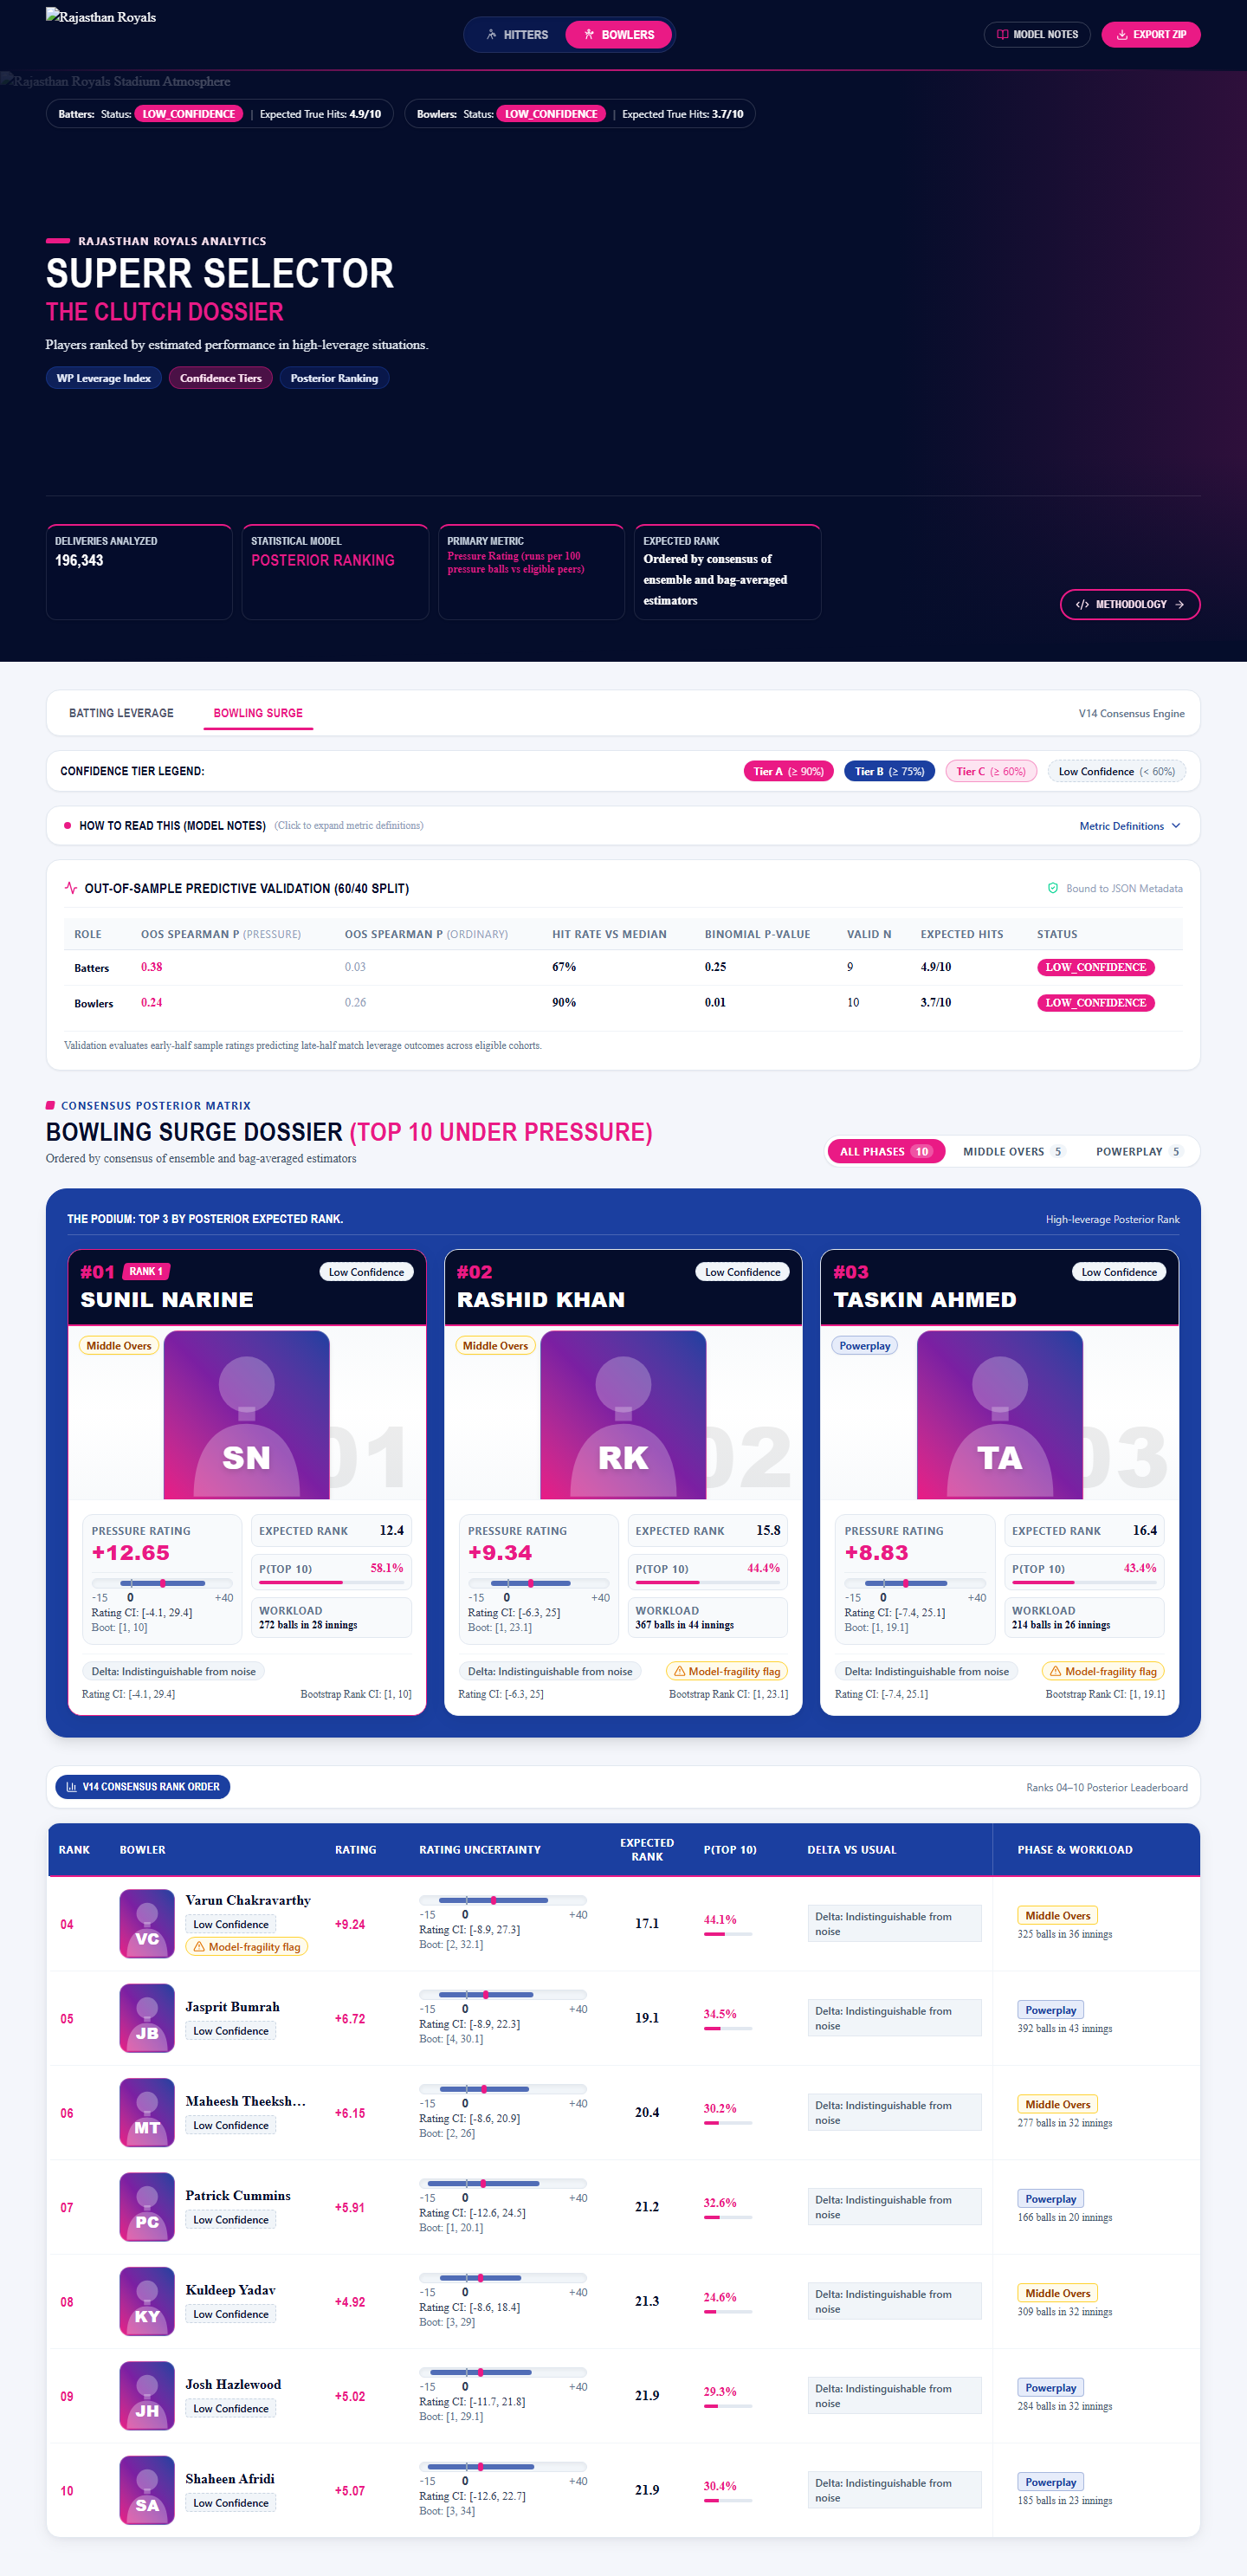 Rajasthan Royals
HITTERS
BOWLERS
MODEL NOTES
EXPORT ZIP
Rajasthan Royals Stadium Atmosphere
Batters: Status: LOW_CONFIDENCE | Expected True Hits: 4.9/10
Bowlers: Status: LOW_CONFIDENCE | Expected True Hits: 3.7/10
RAJASTHAN ROYALS ANALYTICS
SUPERR SELECTOR
THE CLUTCH DOSSIER
Players ranked by estimated performance in high-leverage situations.
WP Leverage Index
Confidence Tiers
Posterior Ranking
DELIVERIES ANALYZED
196,343
STATISTICAL MODEL
POSTERIOR RANKING
PRIMARY METRIC
Pressure Rating (runs per 100
pressure balls vs eligible peers)
EXPECTED RANK
Ordered by consensus of
ensemble and bag-averaged
estimators
METHODOLOGY
BATTING LEVERAGE
BOWLING SURGE
V14 Consensus Engine
CONFIDENCE TIER LEGEND:
Tier A (≥ 90%)
Tier B (≥ 75%)
Tier C (≥ 60%)
Low Confidence (< 60%)
HOW TO READ THIS (MODEL NOTES) (Click to expand metric definitions)
Metric Definitions
OUT-OF-SAMPLE PREDICTIVE VALIDATION (60/40 SPLIT)
Bound to JSON Metadata
ROLE OOS SPEARMAN Ρ (PRESSURE) OOS SPEARMAN Ρ (ORDINARY) HIT RATE VS MEDIAN BINOMIAL P-VALUE VALID N EXPECTED HITS STATUS
Batters 0.38 0.03 67% 0.25 9 4.9/10 LOW_CONFIDENCE
Bowlers 0.24 0.26 90% 0.01 10 3.7/10 LOW_CONFIDENCE
Validation evaluates early-half sample ratings predicting late-half match leverage outcomes across eligible cohorts.
CONSENSUS POSTERIOR MATRIX
BOWLING SURGE DOSSIER (TOP 10 UNDER PRESSURE)
Ordered by consensus of ensemble and bag-averaged estimators
ALL PHASES 10
MIDDLE OVERS 5
POWERPLAY 5
THE PODIUM: TOP 3 BY POSTERIOR EXPECTED RANK.
High-leverage Posterior Rank
#01 RANK 1
Low Confidence
SUNIL NARINE
Middle Overs
SN
01
PRESSURE RATING
+12.65
-15 0 +40
Rating CI: [-4.1, 29.4]
Boot: [1, 10]
EXPECTED RANK 12.4
P(TOP 10) 58.1%
WORKLOAD
272 balls in 28 innings
Delta: Indistinguishable from noise
Rating CI: [-4.1, 29.4]
Bootstrap Rank CI: [1, 10]
#02
Low Confidence
RASHID KHAN
Middle Overs
RK
02
PRESSURE RATING
+9.34
-15 0 +40
Rating CI: [-6.3, 25]
Boot: [1, 23.1]
EXPECTED RANK 15.8
P(TOP 10) 44.4%
WORKLOAD
367 balls in 44 innings
Delta: Indistinguishable from noise
Model-fragility flag
Rating CI: [-6.3, 25]
Bootstrap Rank CI: [1, 23.1]
#03
Low Confidence
TASKIN AHMED
Powerplay
TA
03
PRESSURE RATING
+8.83
-15 0 +40
Rating CI: [-7.4, 25.1]
Boot: [1, 19.1]
EXPECTED RANK 16.4
P(TOP 10) 43.4%
WORKLOAD
214 balls in 26 innings
Delta: Indistinguishable from noise
Model-fragility flag
Rating CI: [-7.4, 25.1]
Bootstrap Rank CI: [1, 19.1]
V14 CONSENSUS RANK ORDER
Ranks 04–10 Posterior Leaderboard
RANK BOWLER RATING RATING UNCERTAINTY EXPECTED RANK P(TOP 10) DELTA VS USUAL PHASE & WORKLOAD
04
VC
Varun Chakravarthy
Low Confidence
Model-fragility flag
+9.24
-15 0 +40
Rating CI: [-8.9, 27.3]
Boot: [2, 32.1]
17.1
44.1%
Delta: Indistinguishable from
noise
Middle Overs
325 balls in 36 innings
05
JB
Jasprit Bumrah
Low Confidence
+6.72
-15 0 +40
Rating CI: [-8.9, 22.3]
Boot: [4, 30.1]
19.1
34.5%
Delta: Indistinguishable from
noise
Powerplay
392 balls in 43 innings
06
MT
Maheesh Theeksh...
Low Confidence
+6.15
-15 0 +40
Rating CI: [-8.6, 20.9]
Boot: [2, 26]
20.4
30.2%
Delta: Indistinguishable from
noise
Middle Overs
277 balls in 32 innings
07
PC
Patrick Cummins
Low Confidence
+5.91
-15 0 +40
Rating CI: [-12.6, 24.5]
Boot: [1, 20.1]
21.2
32.6%
Delta: Indistinguishable from
noise
Powerplay
166 balls in 20 innings
08
KY
Kuldeep Yadav
Low Confidence
+4.92
-15 0 +40
Rating CI: [-8.6, 18.4]
Boot: [3, 29]
21.3
24.6%
Delta: Indistinguishable from
noise
Middle Overs
309 balls in 32 innings
09
JH
Josh Hazlewood
Low Confidence
+5.02
-15 0 +40
Rating CI: [-11.7, 21.8]
Boot: [1, 29.1]
21.9
29.3%
Delta: Indistinguishable from
noise
Powerplay
284 balls in 32 innings
10
SA
Shaheen Afridi
Low Confidence
+5.07
-15 0 +40
Rating CI: [-12.6, 22.7]
Boot: [3, 34]
21.9
30.4%
Delta: Indistinguishable from
noise
Powerplay
185 balls in 23 innings